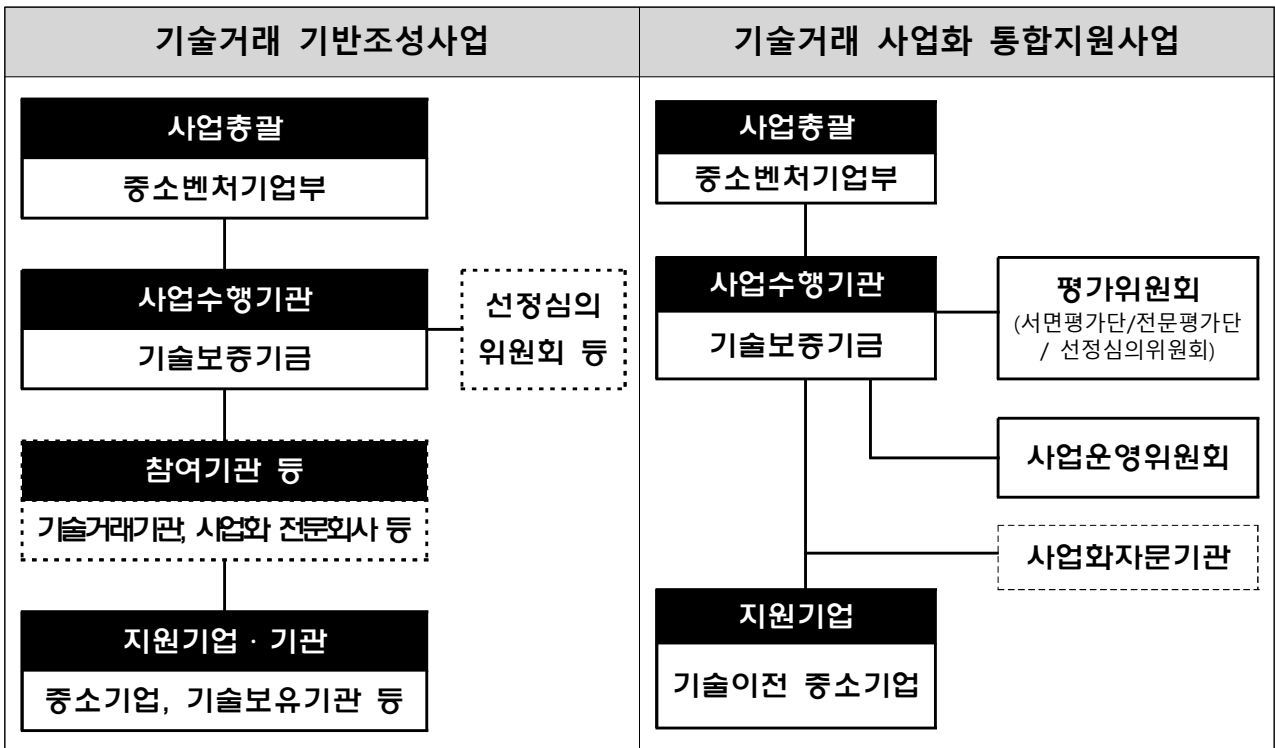 기술거래 기반조성사업
사업총괄
중소벤처기업부
사업수행기관
기술보증기금
선정심의
위원회 등
참여기관 등
기술거래기관, 사업화 전문회사 등
지원기업 · 기관
중소기업, 기술보유기관 등
기술거래 사업화 통합지원사업
사업총괄
중소벤처기업부
사업수행기관
기술보증기금
평가위원회
(서면평가단/전문평가단
/ 선정심의위원회)
사업운영위원회
사업화자문기관
지원기업
기술이전 중소기업